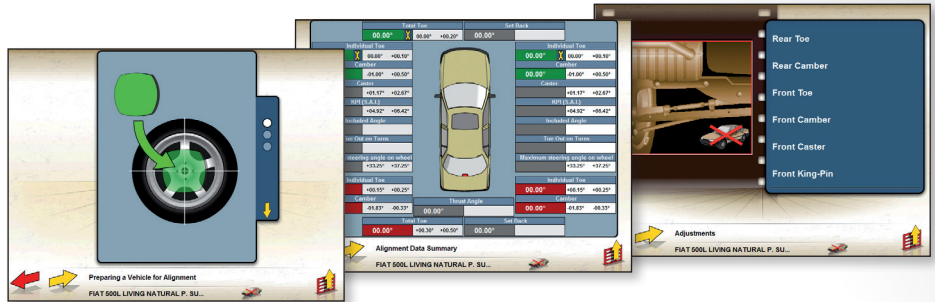 Preparing a Vehicle for Alignment
FIAT 500L LIVING NATURAL P. SU...
Total Toe Set Back
00.00° 00.00° +00.20° 00.00°
Individual Toe Individual Toe
00.00° +00.10° 00.00° 00.00° +00.10°
Camber Camber
-01.00° +00.50° 00.00° -01.00° +00.50°
Caster Caster
+01.17° +02.67° +01.17° +02.67°
KPI (S.A.I.) KPI (S.A.I.)
+04.92° +06.42° +04.92° +06.42°
Included Angle Included Angle
Toe Out on Turns Toe Out on Turns
steering angle on wheel Maximum steering angle on wheel
+33.25° +37.25° +33.25° +37.25°
Individual Toe Individual Toe
+00.15° +00.25° 00.00° +00.15° +00.25°
Camber Thrust Angle Camber
-01.83° -00.33° 00.00° 00.00° -01.83° -00.33°
Total Toe Set Back
00.00° +00.30° +00.50° 00.00°
Alignment Data Summary
FIAT 500L LIVING NATURAL P. SU...
Rear Toe
Rear Camber
Front Toe
Front Camber
Front Caster
Front King-Pin
Adjustments
FIAT 500L LIVING NATURAL P. SU...